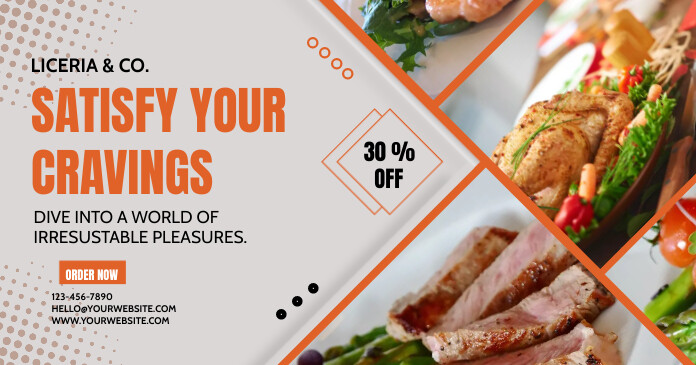 LICERIA & CO.
SATISFY YOUR
CRAVINGS
DIVE INTO A WORLD OF
IRRESUSTABLE PLEASURES.
30 %
OFF
ORDER NOW
123-456-7890
HELLO@YOURWEBSITE.COM
WWW.YOURWEBSITE.COM